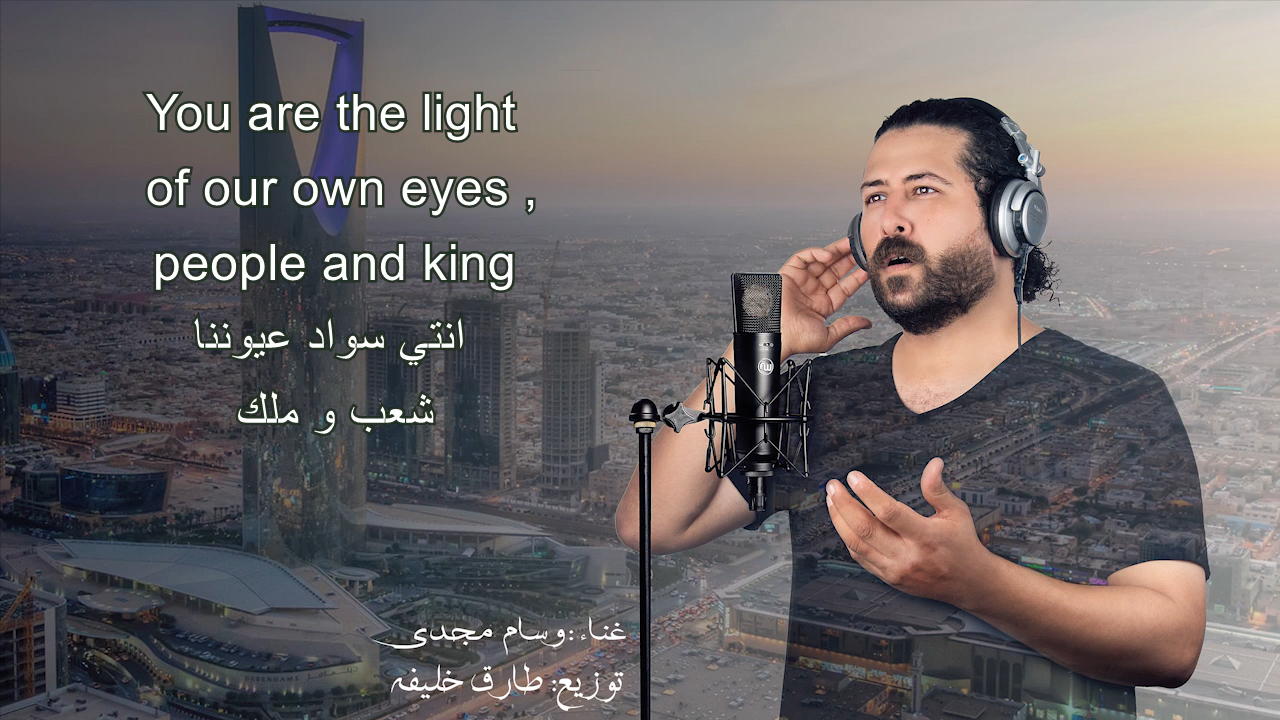 You are the light
of our own eyes ,
people and king
انتي سواد عيوننا
شعب و ملك
غناء: وسام مجدى
توزيع: طارق خليفه
DEBENHAMS